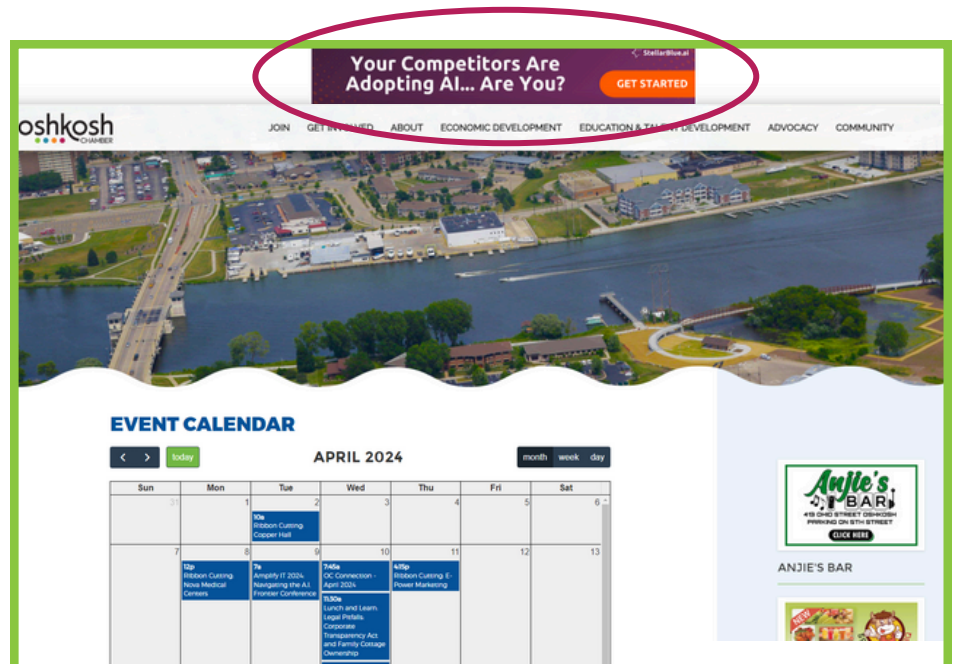 StellarBlue.ai
Your Competitors Are
Adopting AI... Are You?
GET STARTED
oshkosh
CHAMBER
JOIN GET INVOLVED ABOUT ECONOMIC DEVELOPMENT EDUCATION & TALENT DEVELOPMENT ADVOCACY COMMUNITY
EVENT CALENDAR
< > today APRIL 2024 month week day
Sun Mon Tue Wed Thu Fri Sat
31 1 2 3 4 5 6
10a
Ribbon Cutting:
Copper Hall
7 8 9 10 11 12 13
12p
Ribbon Cutting:
Nova Medical
Centers
7a
Amplify IT 2024:
Navigating the A.I.
Frontier Conference
7:45a
OC Connection -
April 2024
11:30a
Lunch and Learn:
Legal Pitfalls,
Corporate
Transparency Act
and Family Cottage
Ownership
4:15p
Ribbon Cutting: E-
Power Marketing
Anjie's
BAR
413 OHIO STREET OSHKOSH
PARKING ON 5TH STREET
CLICK HERE
ANJIE'S BAR
NEW